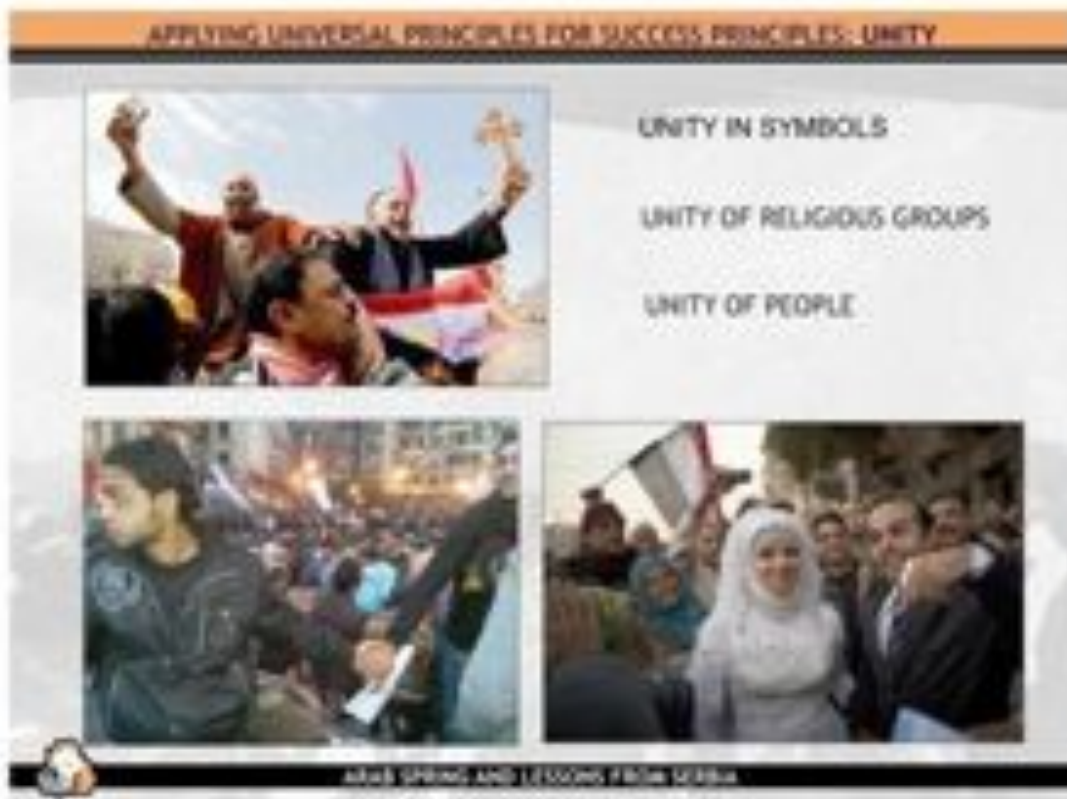 APPLYING UNIVERSAL PRINCIPLES FOR SUCCESS PRINCIPLES: UNITY
UNITY IN SYMBOLS
UNITY OF RELIGIOUS GROUPS
UNITY OF PEOPLE
ARAB SPRING AND LESSONS FROM SERBIA